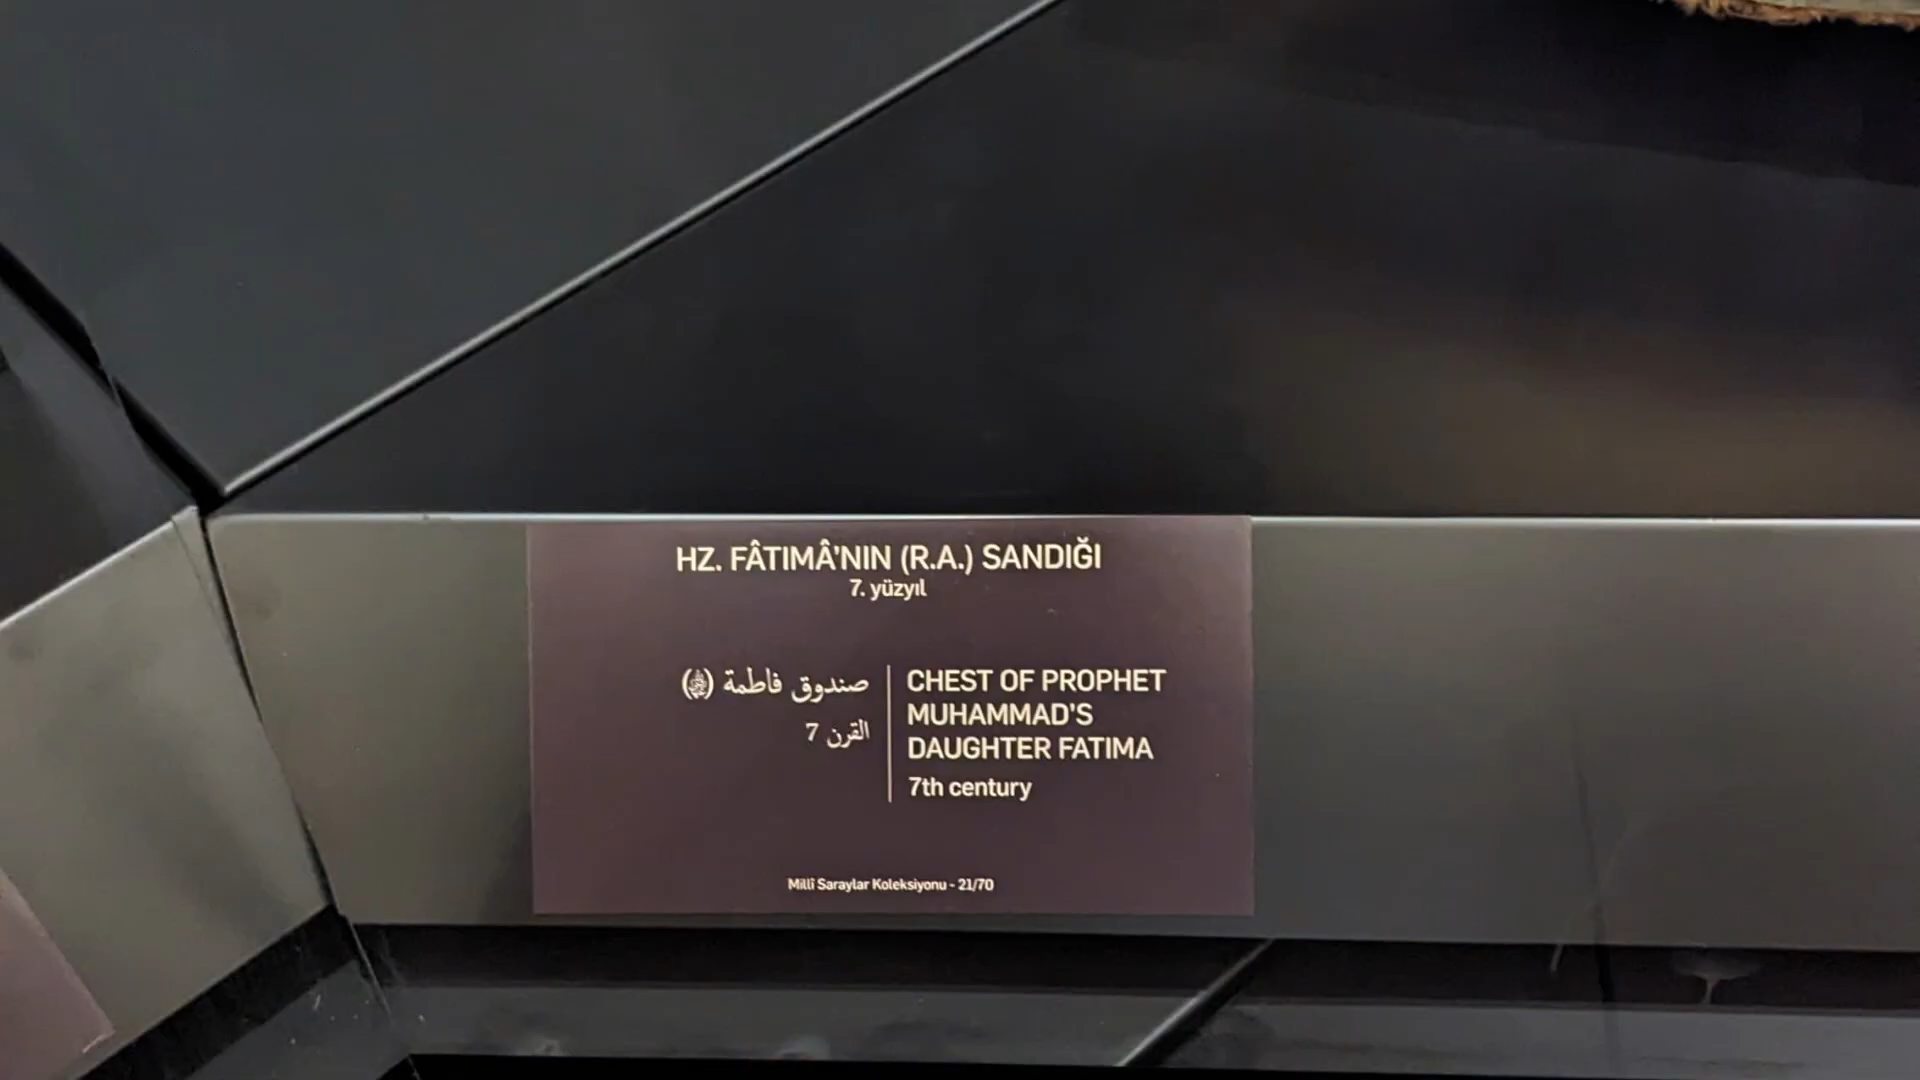 HZ. FÂTIMÂ'NIN (R.A.) SANDIĞI
7. yüzyıl
صندوق فاطمة
القرن 7
CHEST OF PROPHET
MUHAMMAD'S
DAUGHTER FATIMA
7th century
Millî Saraylar Koleksiyonu - 21/70